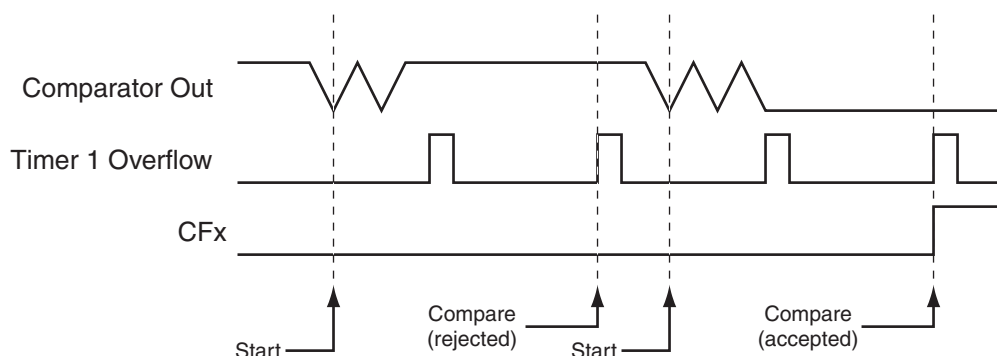 Comparator Out
Timer 1 Overflow
CFx
Start
Compare
(rejected)
Start
Compare
(accepted)